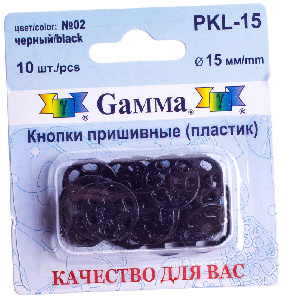 цвет/color: №02
черный/black
PKL-15
10 шт./pcs
Ø 15 мм/mm
Gамма®
Кнопки пришивные (пластик)
КАЧЕСТВО ДЛЯ ВАС